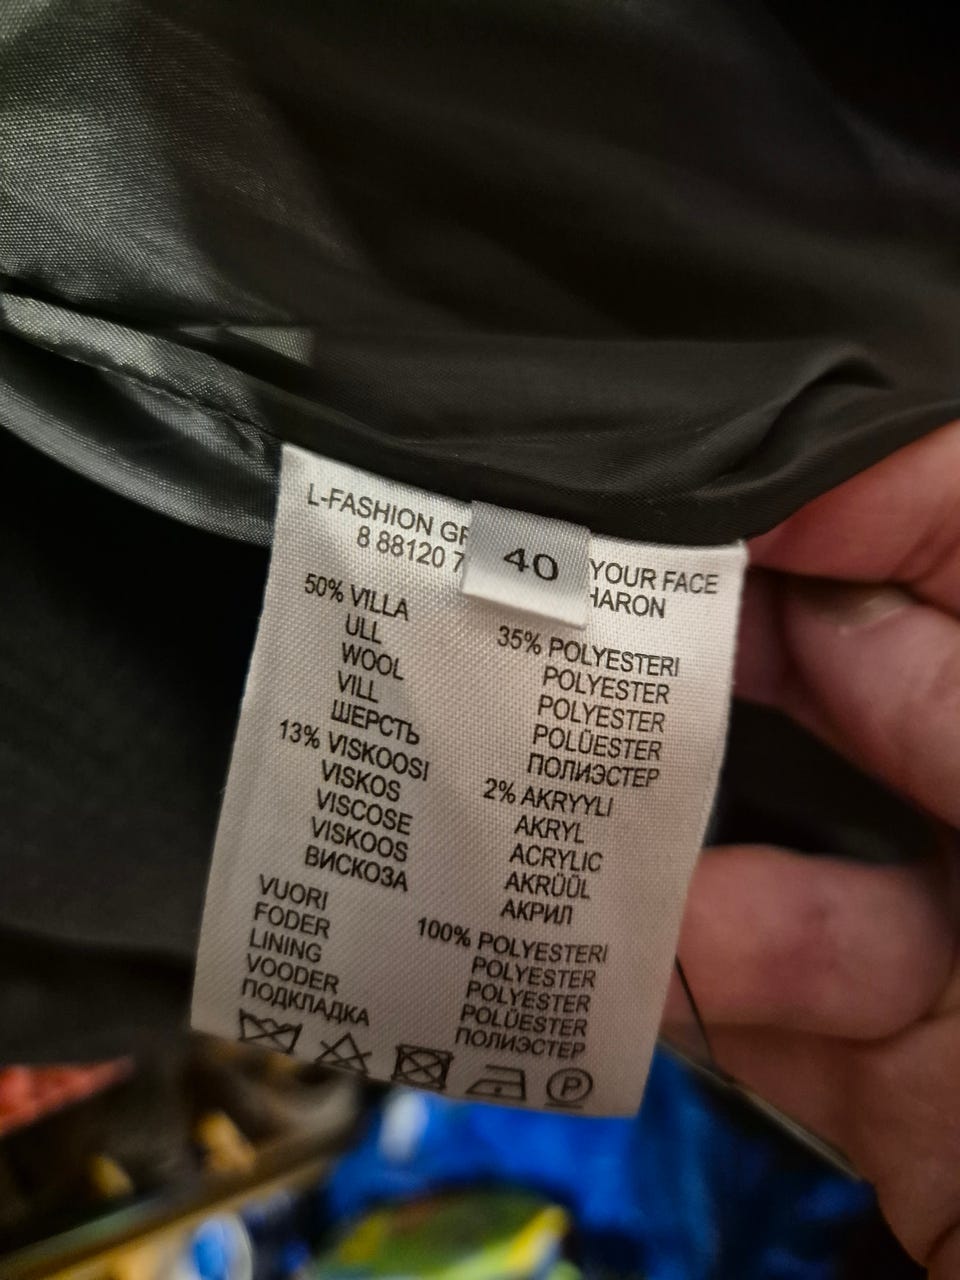 L-FASHION
8 88120 7
40
YOUR FACE
50% VILLA
ULL
WOOL
VILL
ШЕРСТЬ
35% POLYESTERI
POLYESTER
POLYESTER
POLÜESTER
ПОЛИЭСТЕР
13% VISKOOSI
VISKOS
VISCOSE
VISKOOS
ВИСКОЗА
2% AKRYYLI
AKRYL
ACRYLIC
AKRÜÜL
АКРИЛ
VUORI
FODER
LINING
VOODER
ПОДКЛАДКА
100% POLYESTERI
POLYESTER
POLYESTER
POLÜESTER
ПОЛИЭСТЕР
P